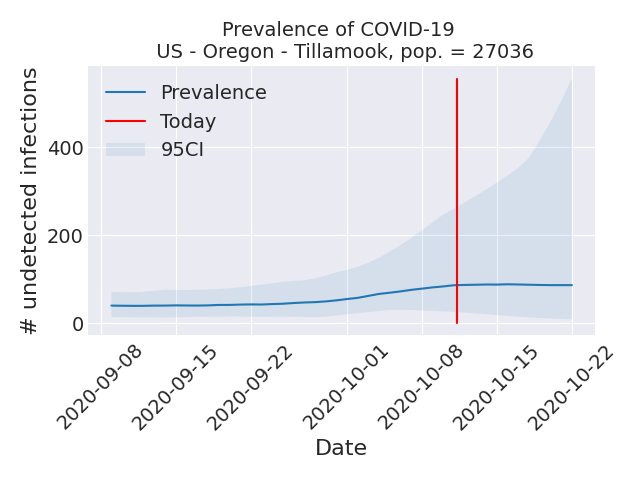 Prevalence of COVID-19
US - Oregon - Tillamook, pop. = 27036
# undetected infections
400
200
0
Prevalence
Today
95CI
2020-09-08
2020-09-15
2020-09-22
2020-10-01
2020-10-08
2020-10-15
2020-10-22
Date